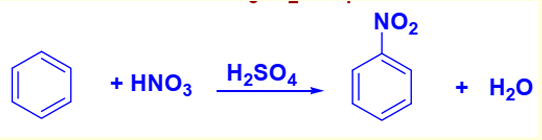 NO₂
+ HNO₃ H₂SO₄ + H₂O